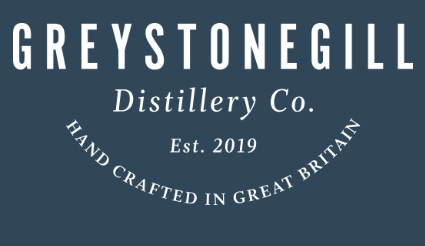 GREYSTONEGILL
Distillery Co.
Est. 2019
HAND CRAFTED IN GREAT BRITAIN